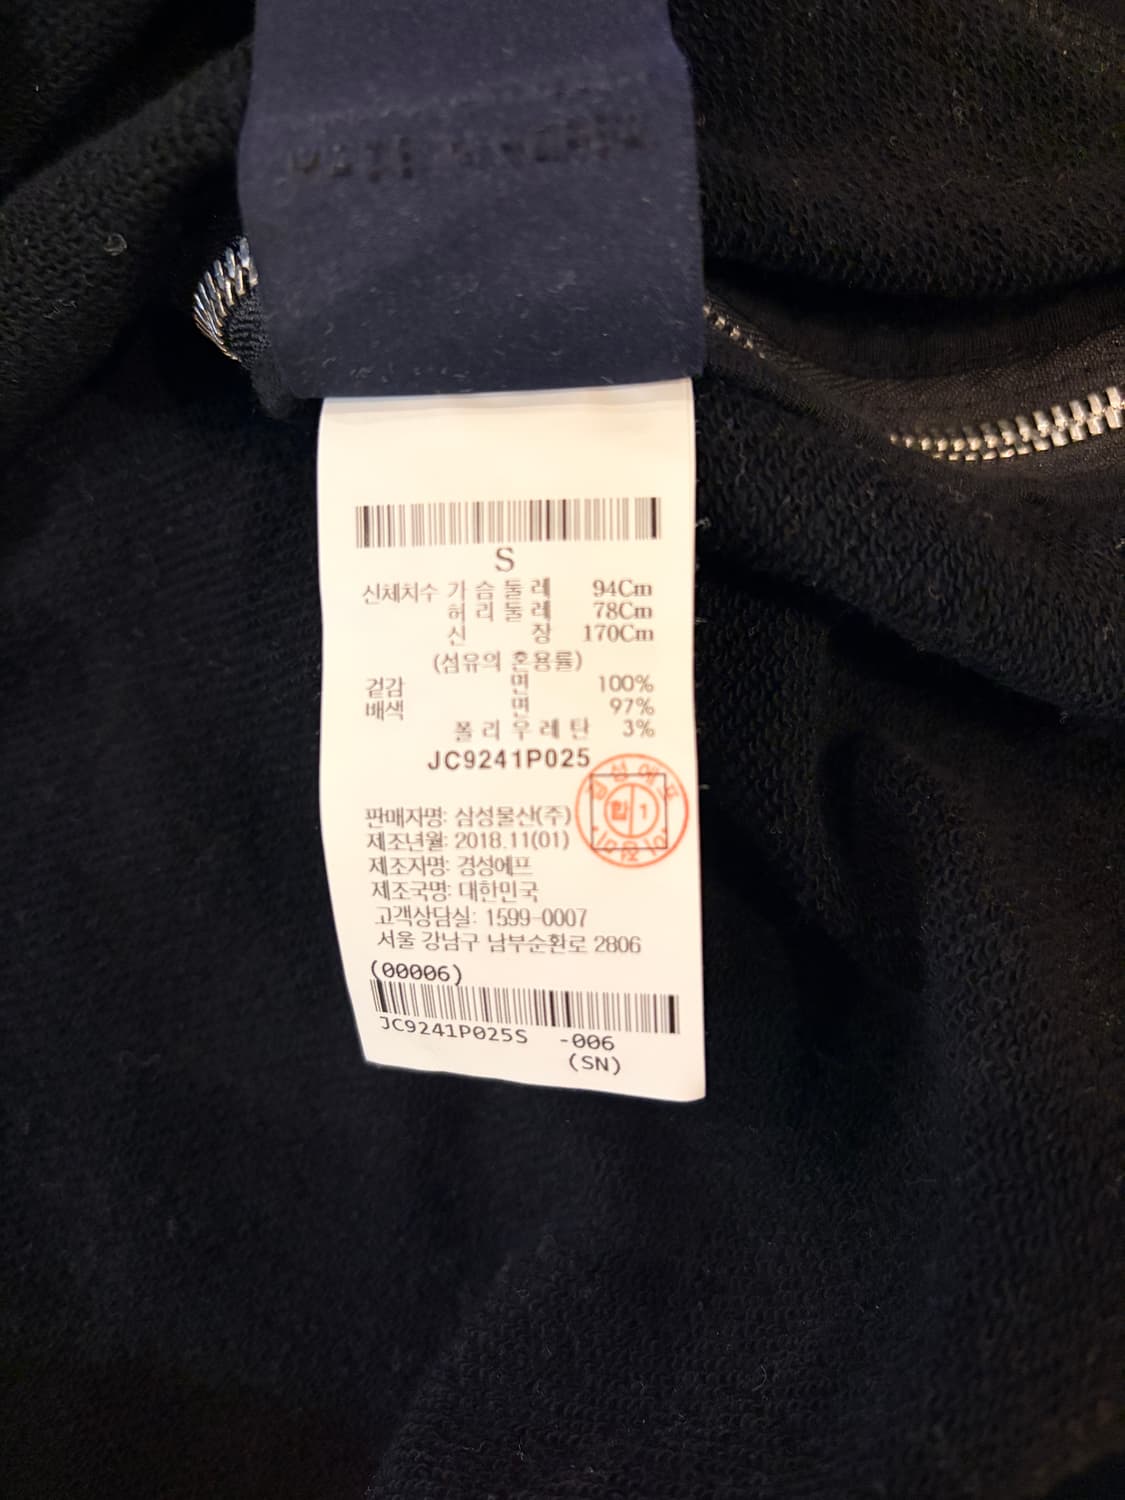 S
신체치수 가슴둘레 94Cm
허리둘레 78Cm
신 장 170Cm
(섬유의 혼용률)
겉감 면 100%
배색 면 97%
폴리우레탄 3%
JC9241P025
합 1
판매자명: 삼성물산(주)
제조년월: 2018.11(01)
제조자명: 경성에프
제조국명: 대한민국
고객상담실: 1599-0007
서울 강남구 남부순환로 2806
(00006)
JC9241P025S -006
(SN)